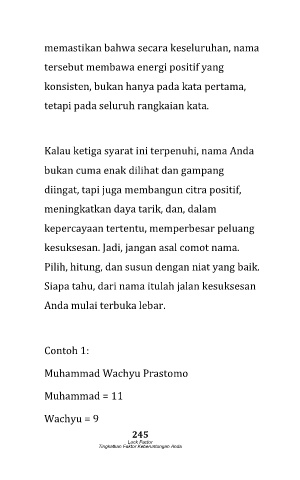 memastikan bahwa secara keseluruhan, nama
tersebut membawa energi positif yang
konsisten, bukan hanya pada kata pertama,
tetapi pada seluruh rangkaian kata.
Kalau ketiga syarat ini terpenuhi, nama Anda
bukan cuma enak dilihat dan gampang
diingat, tapi juga membangun citra positif,
meningkatkan daya tarik, dan, dalam
kepercayaan tertentu, memperbesar peluang
kesuksesan. Jadi, jangan asal comot nama.
Pilih, hitung, dan susun dengan niat yang baik.
Siapa tahu, dari nama itulah jalan kesuksesan
Anda mulai terbuka lebar.
Contoh 1:
Muhammad Wachyu Prastomo
Muhammad = 11
Wachyu = 9
245
Luck Factor
Tingkatkan Faktor Keberuntungan Anda